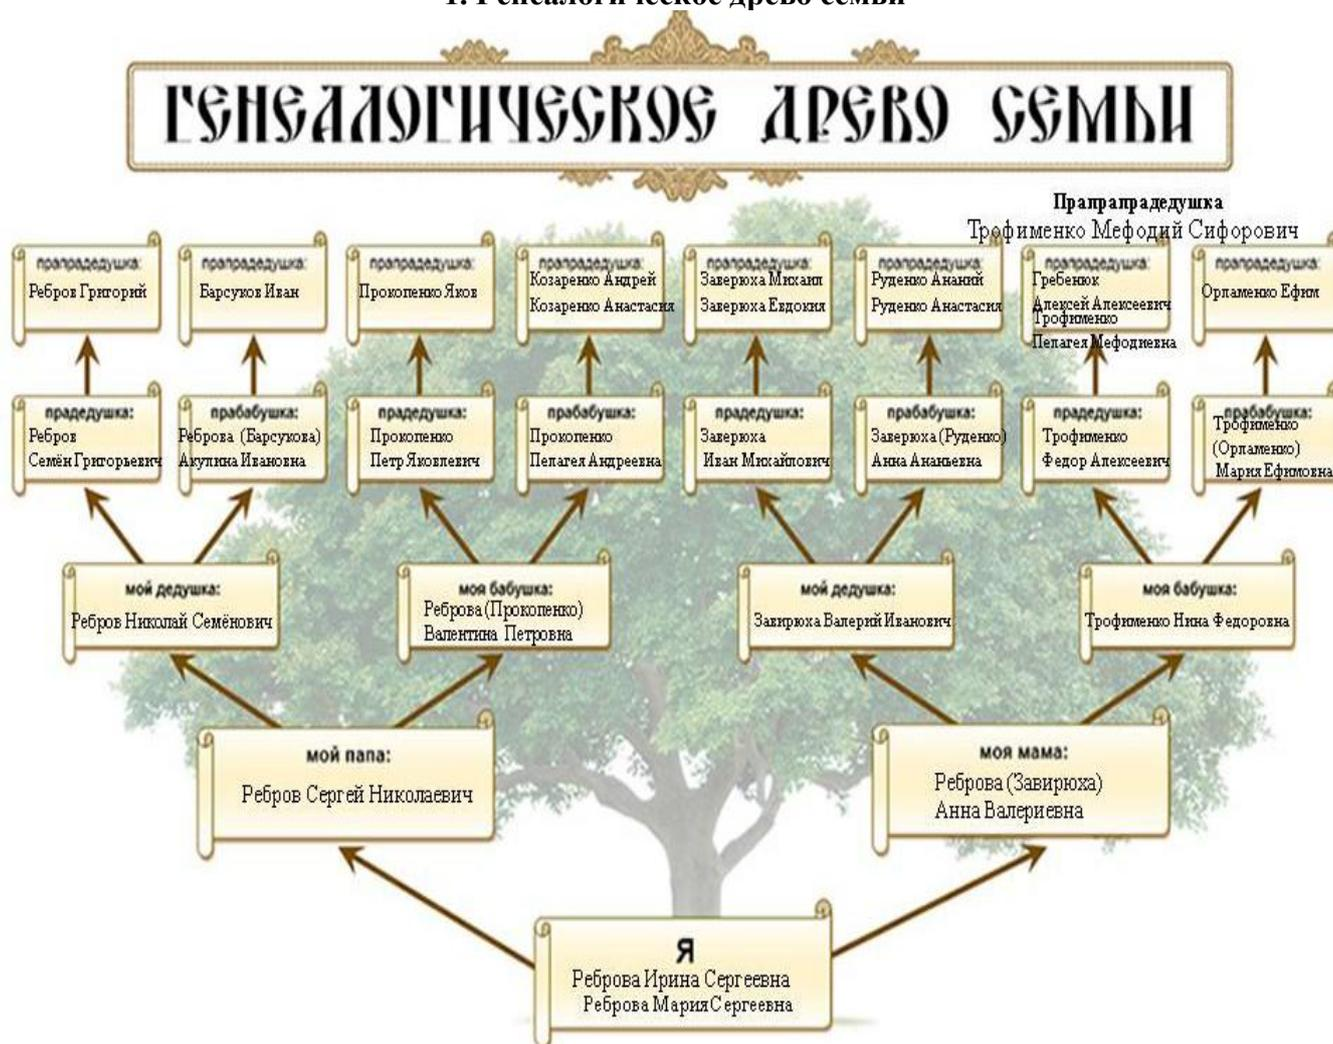 1. Генеалогическое древо семьи
ГЕНЕАЛОГИЧЕСКОЕ ДРЕВО СЕМЬИ
Прапрапрадедушка
Трофименко Мефодий Сифорович
прапрадедушка:
Ребров Григорий
прапрадедушка:
Барсуков Иван
прапрадедушка:
Прокопенко Яков
прапрадедушка:
Козаренко Андрей
Козаренко Анастасия
прапрадедушка:
Заверюха Михаил
Заверюха Евдокия
прапрадедушка:
Руденко Ананий
Руденко Анастасия
прапрадедушка:
Гребенюк
Алексей Алексеевич
Трофименко
Пелагея Мефодиевна
прапрадедушка:
Орламенко Ефим
прадедушка:
Ребров
Семён Григорьевич
прабабушка:
Реброва (Барсукова)
Акулина Ивановна
прадедушка:
Прокопенко
Петр Яковлевич
прабабушка:
Прокопенко
Пелагея Андреевна
прадедушка:
Заверюха
Иван Михайлович
прабабушка:
Заверюха (Руденко)
Анна Ананьевна
прадедушка:
Трофименко
Федор Алексеевич
прабабушка:
Трофименко
(Орламенко)
Мария Ефимовна
мой дедушка:
Ребров Николай Семёнович
моя бабушка:
Реброва (Прокопенко)
Валентина Петровна
мой дедушка:
Завирюха Валерий Иванович
моя бабушка:
Трофименко Нина Федоровна
мой папа:
Ребров Сергей Николаевич
моя мама:
Реброва (Завирюха)
Анна Валериевна
Я
Реброва Ирина Сергеевна
Реброва МарияСергеевна